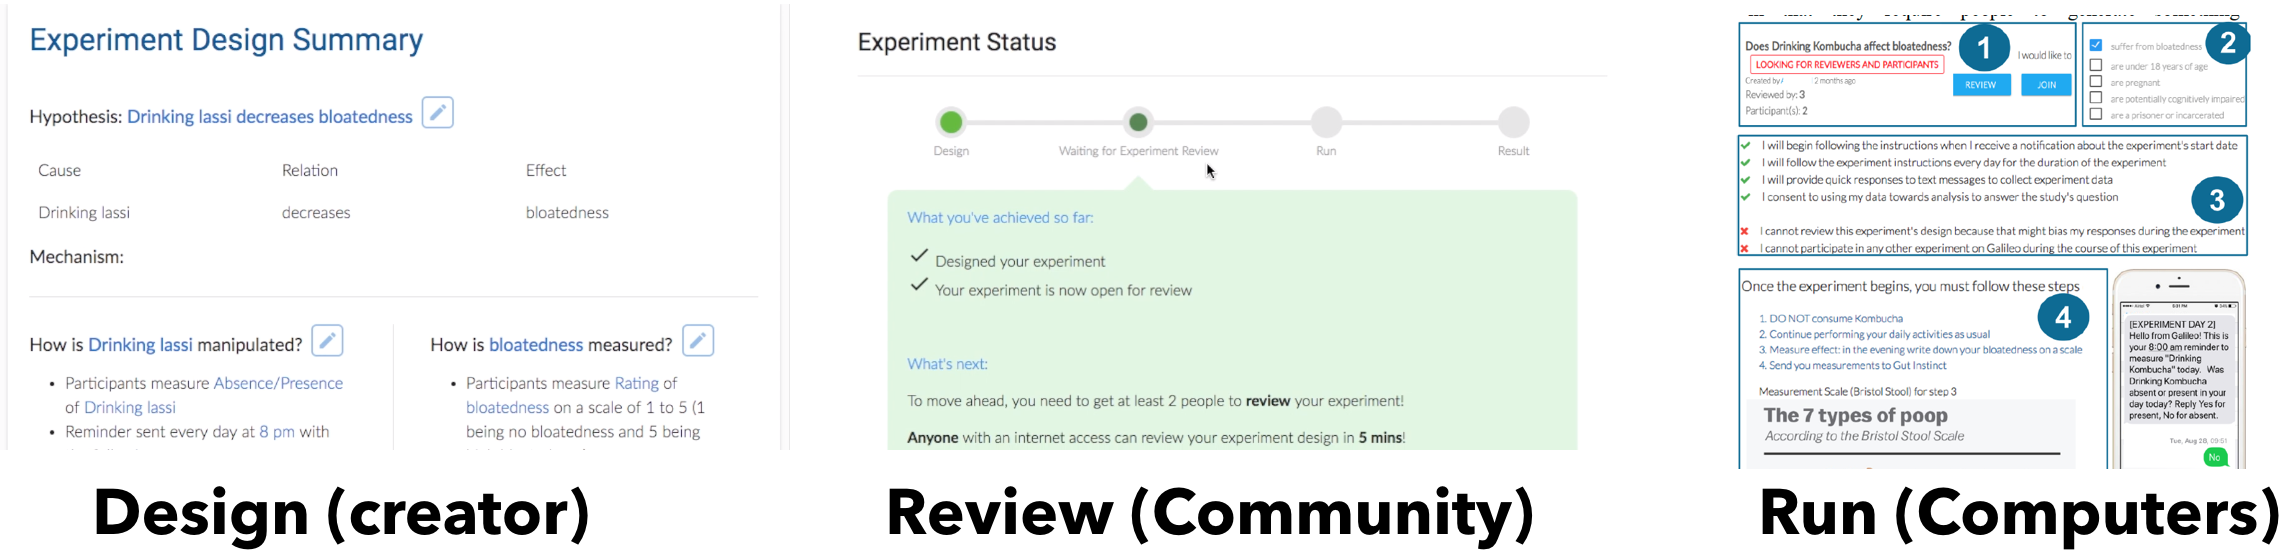 Experiment Design Summary
Hypothesis: Drinking lassi decreases bloatedness
Cause Relation Effect
Drinking lassi decreases bloatedness
Mechanism:
How is Drinking lassi manipulated?
• Participants measure Absence/Presence
of Drinking lassi
• Reminder sent every day at 8 pm with
How is bloatedness measured?
• Participants measure Rating of
bloatedness on a scale of 1 to 5 (1
being no bloatedness and 5 being
Design (creator)
Experiment Status
Design
Waiting for Experiment Review
Run
Result
What you've achieved so far:
Designed your experiment
Your experiment is now open for review
What's next:
To move ahead, you need to get at least 2 people to review your experiment!
Anyone with an internet access can review your experiment design in 5 mins!
Review (Community)
in that they require people to generate something
Does Drinking Kombucha affect bloatedness?
LOOKING FOR REVIEWERS AND PARTICIPANTS
Created by 2 months ago
Reviewed by: 3
Participant(s): 2
1
I would like to
REVIEW JOIN
2
suffer from bloatedness
are under 18 years of age
are pregnant
are potentially cognitively impaired
are a prisoner or incarcerated
I will begin following the instructions when I receive a notification about the experiment's start date
I will follow the experiment instructions every day for the duration of the experiment
I will provide quick responses to text messages to collect experiment data
I consent to using my data towards analysis to answer the study's question
3
I cannot review this experiment's design because that might bias my responses during the experiment
I cannot participate in any other experiment on Galileo during the course of this experiment
Once the experiment begins, you must follow these steps
4
1. DO NOT consume Kombucha
2. Continue performing your daily activities as usual
3. Measure effect: in the evening write down your bloatedness on a scale
4. Send you measurements to Gut Instinct
Measurement Scale (Bristol Stool) for step 3
The 7 types of poop
According to the Bristol Stool Scale
[EXPERIMENT DAY 2]
Hello from Galileo! This is
your 8:00 am reminder to
measure "Drinking
Kombucha" today. Was
Drinking Kombucha
absent or present in your
day today? Reply Yes for
present, No for absent.
Tue, Aug 28, 09:51
No
Run (Computers)